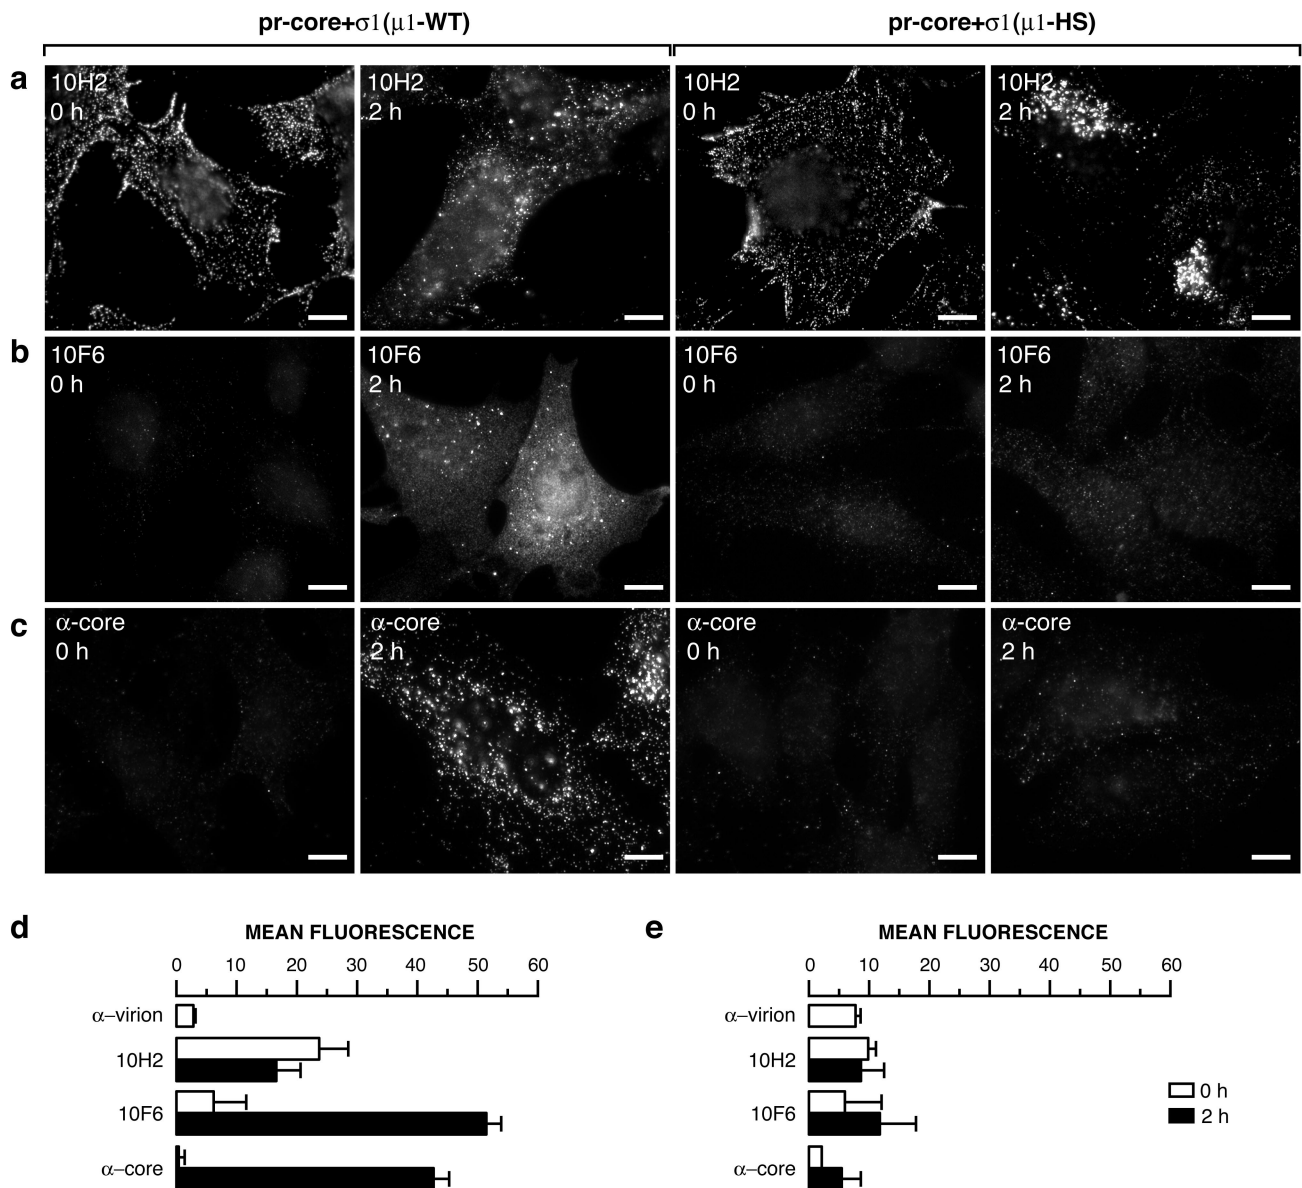 pr-core+σ1(μ1-WT)
pr-core+σ1(μ1-HS)
a
10H2
0 h
10H2
2 h
10H2
0 h
10H2
2 h
b
10F6
0 h
10F6
2 h
10F6
0 h
10F6
2 h
c
α-core
0 h
α-core
2 h
α-core
0 h
α-core
2 h
d
MEAN FLUORESCENCE
0 10 20 30 40 50 60
α–virion
10H2
10F6
α–core
e
MEAN FLUORESCENCE
0 10 20 30 40 50 60
α–virion
10H2
10F6
α–core
0 h
2 h